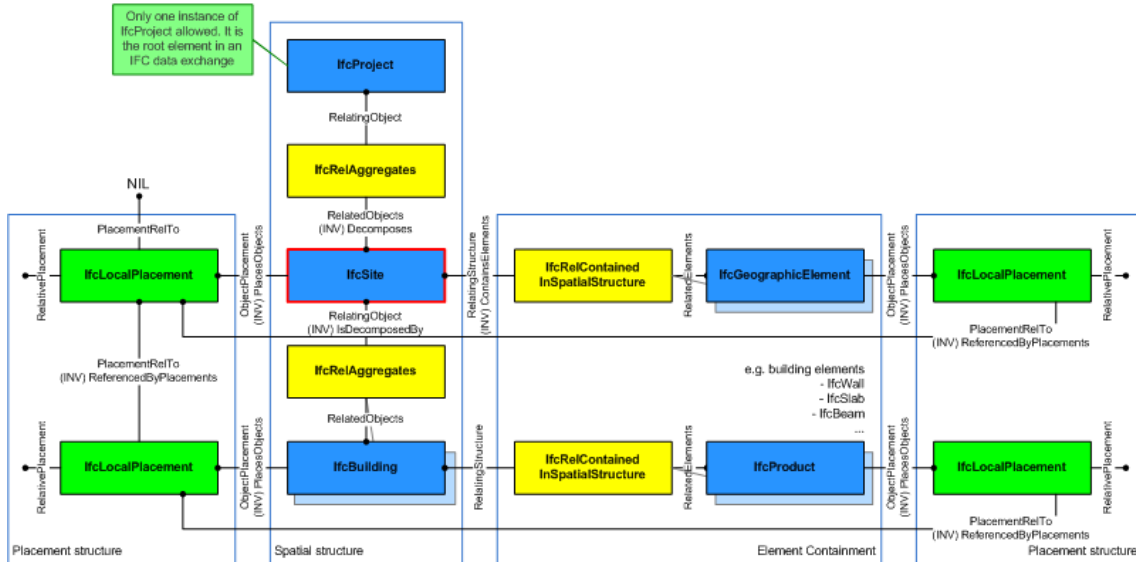 Only one instance of
IfcProject allowed. It is
the root element in an
IFC data exchange
IfcProject
RelatingObject
IfcRelAggregates
NIL
RelatedObjects
(INV) Decomposes
PlacementRelTo
RelativePlacement
IfcLocalPlacement
ObjectPlacement
(INV) PlacesObjects
IfcSite
RelatingStructure
(INV) ContainsElements
IfcRelContained
InSpatialStructure
RelatedElements
IfcGeographicElement
ObjectPlacement
(INV) PlacesObjects
IfcLocalPlacement
RelativePlacement
RelatingObject
(INV) IsDecomposedBy
PlacementRelTo
(INV) ReferencedByPlacements
PlacementRelTo
(INV) ReferencedByPlacements
IfcRelAggregates
e.g. building elements
- IfcWall
- IfcSlab
- IfcBeam
...
RelatedObjects
RelativePlacement
IfcLocalPlacement
ObjectPlacement
(INV) PlacesObjects
IfcBuilding
RelatingStructure
IfcRelContained
InSpatialStructure
RelatedElements
IfcProduct
ObjectPlacement
(INV) PlacesObjects
IfcLocalPlacement
RelativePlacement
PlacementRelTo
(INV) ReferencedByPlacements
Placement structure
Spatial structure
Element Containment
Placement structure